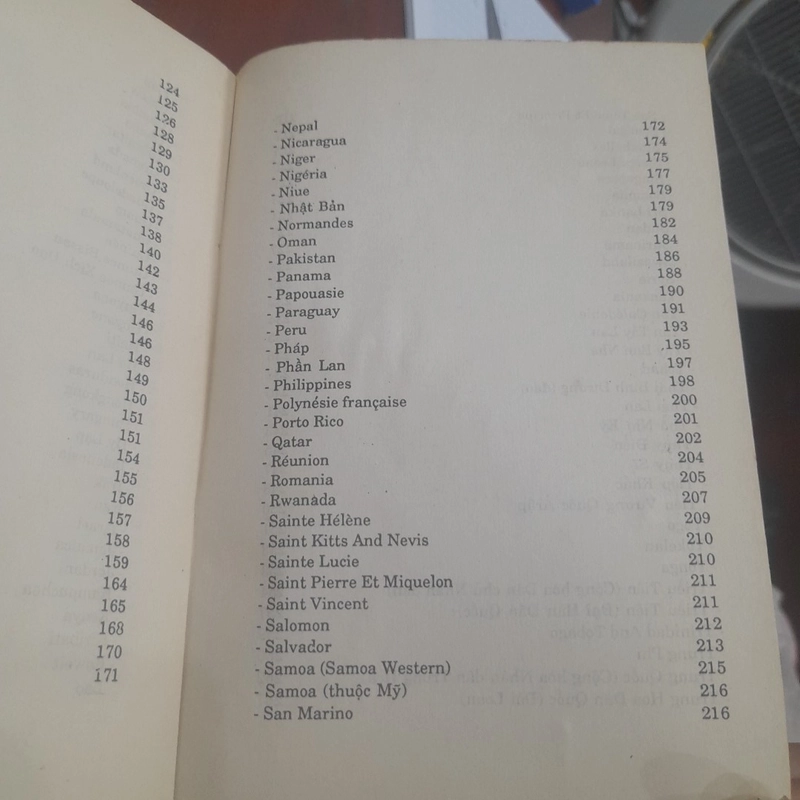 124
125
126
128
129
130
133
135
137
138
140
142
143
144
146
146
148
149
150
151
151
154
155
156
157
158
159
164
165
168
170
171
- Nepal 172
- Nicaragua 174
- Niger 175
- Nigéria 177
- Niue 179
- Nhật Bản 179
- Normandes 182
- Oman 184
- Pakistan 186
- Panama 188
- Papouasie 190
- Paraguay 191
- Peru 193
- Pháp .195
- Phần Lan 197
- Philippines 198
- Polynésie française 200
- Porto Rico 201
- Qatar 202
- Réunion 204
- Romania 205
- Rwanađa 207
- Sainte Hélène 209
- Saint Kitts And Nevis 210
- Sainte Lucie 210
- Saint Pierre Et Miquelon 211
- Saint Vincent 211
- Salomon 212
- Salvador 213
- Samoa (Samoa Western) 215
- Samoa (thuộc Mỹ) 216
- San Marino 216